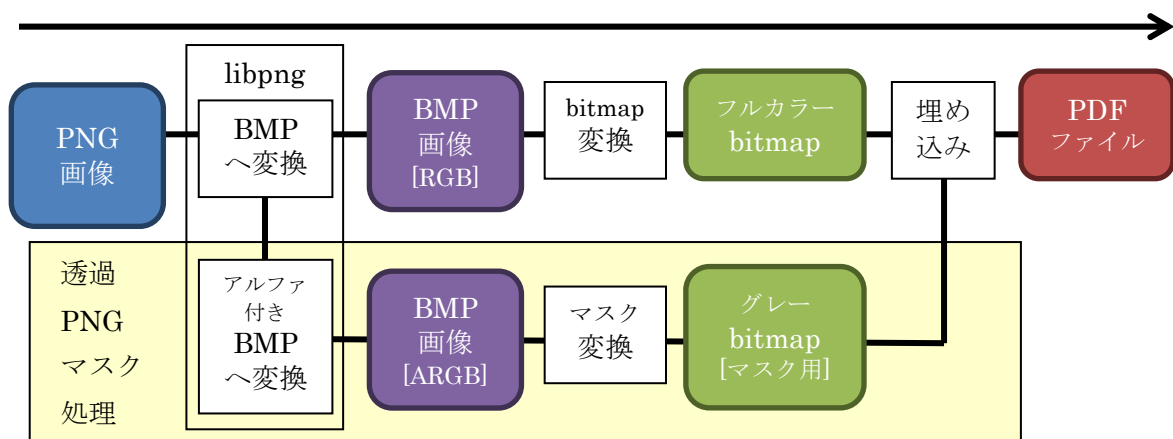 libpng
PNG
画像
BMP
へ変換
BMP
画像
[RGB]
bitmap
変換
フルカラー
bitmap
埋め
込み
PDF
ファイル
透過
PNG
マスク
処理
アルファ
付き
BMP
へ変換
BMP
画像
[ARGB]
マスク
変換
グレー
bitmap
[マスク用]